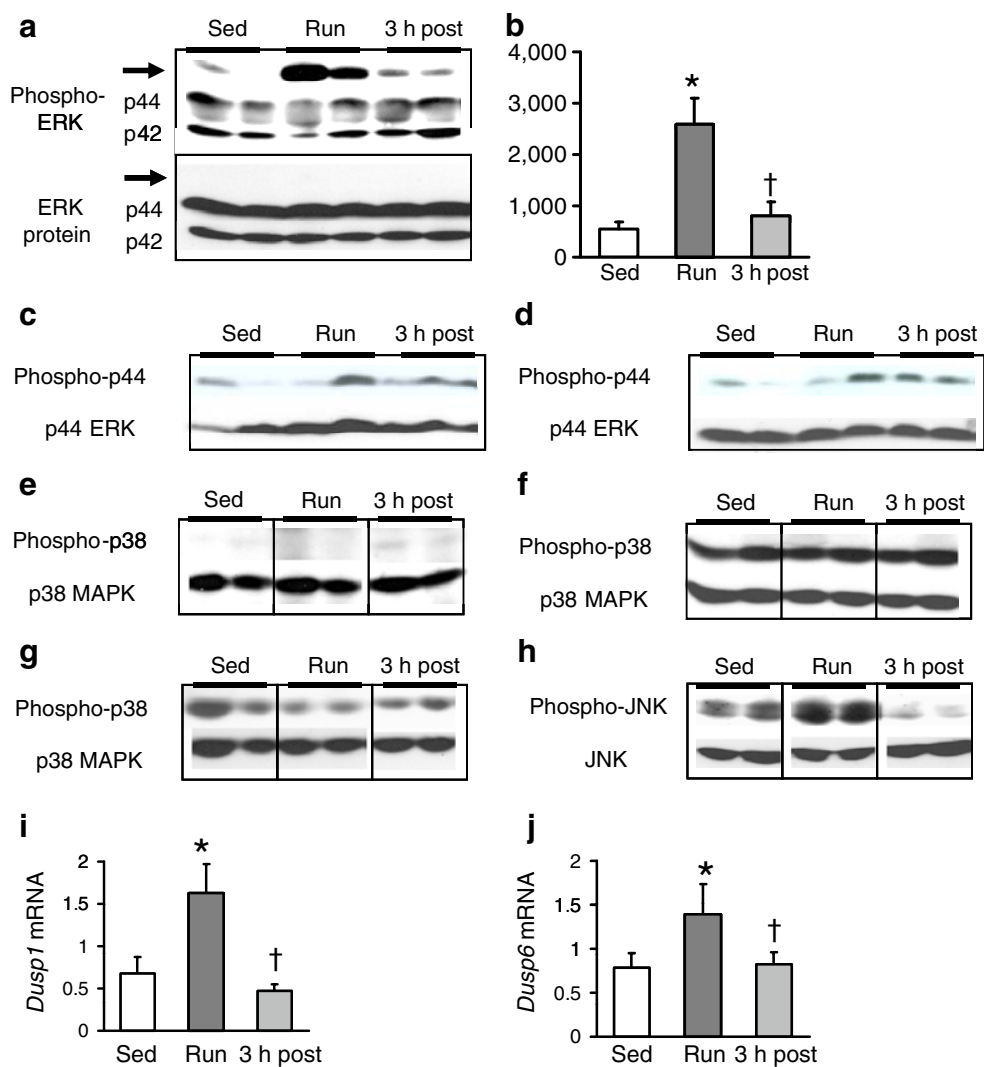 a
Sed Run 3 h post
Phospho-
ERK
p44
p42
ERK
protein
p44
p42
b
4,000
3,000
2,000
1,000
0
*
†
Sed Run 3 h post
c
Sed Run 3 h post
Phospho-p44
p44 ERK
d
Sed Run 3 h post
Phospho-p44
p44 ERK
e
Sed Run 3 h post
Phospho-p38
p38 MAPK
f
Sed Run 3 h post
Phospho-p38
p38 MAPK
g
Sed Run 3 h post
Phospho-p38
p38 MAPK
h
Sed Run 3 h post
Phospho-JNK
JNK
i
Dusp1 mRNA
2
1.5
1
0.5
0
*
†
Sed Run 3 h post
j
Dusp6 mRNA
2
1.5
1
0.5
0
*
†
Sed Run 3 h post